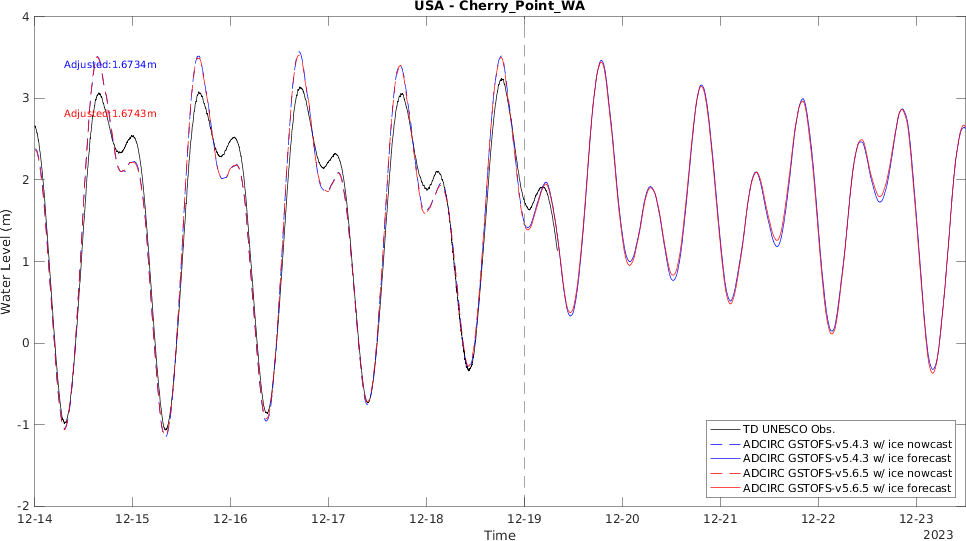 USA - Cherry_Point_WA
4
3
2
1
0
-1
-2
Water Level (m)
Adjusted:1.6734m
Adjusted:1.6743m
TD UNESCO Obs.
ADCIRC GSTOFS-v5.4.3 w/ ice nowcast
ADCIRC GSTOFS-v5.4.3 w/ ice forecast
ADCIRC GSTOFS-v5.6.5 w/ ice nowcast
ADCIRC GSTOFS-v5.6.5 w/ ice forecast
12-14 12-15 12-16 12-17 12-18 12-19 12-20 12-21 12-22 12-23
Time
2023